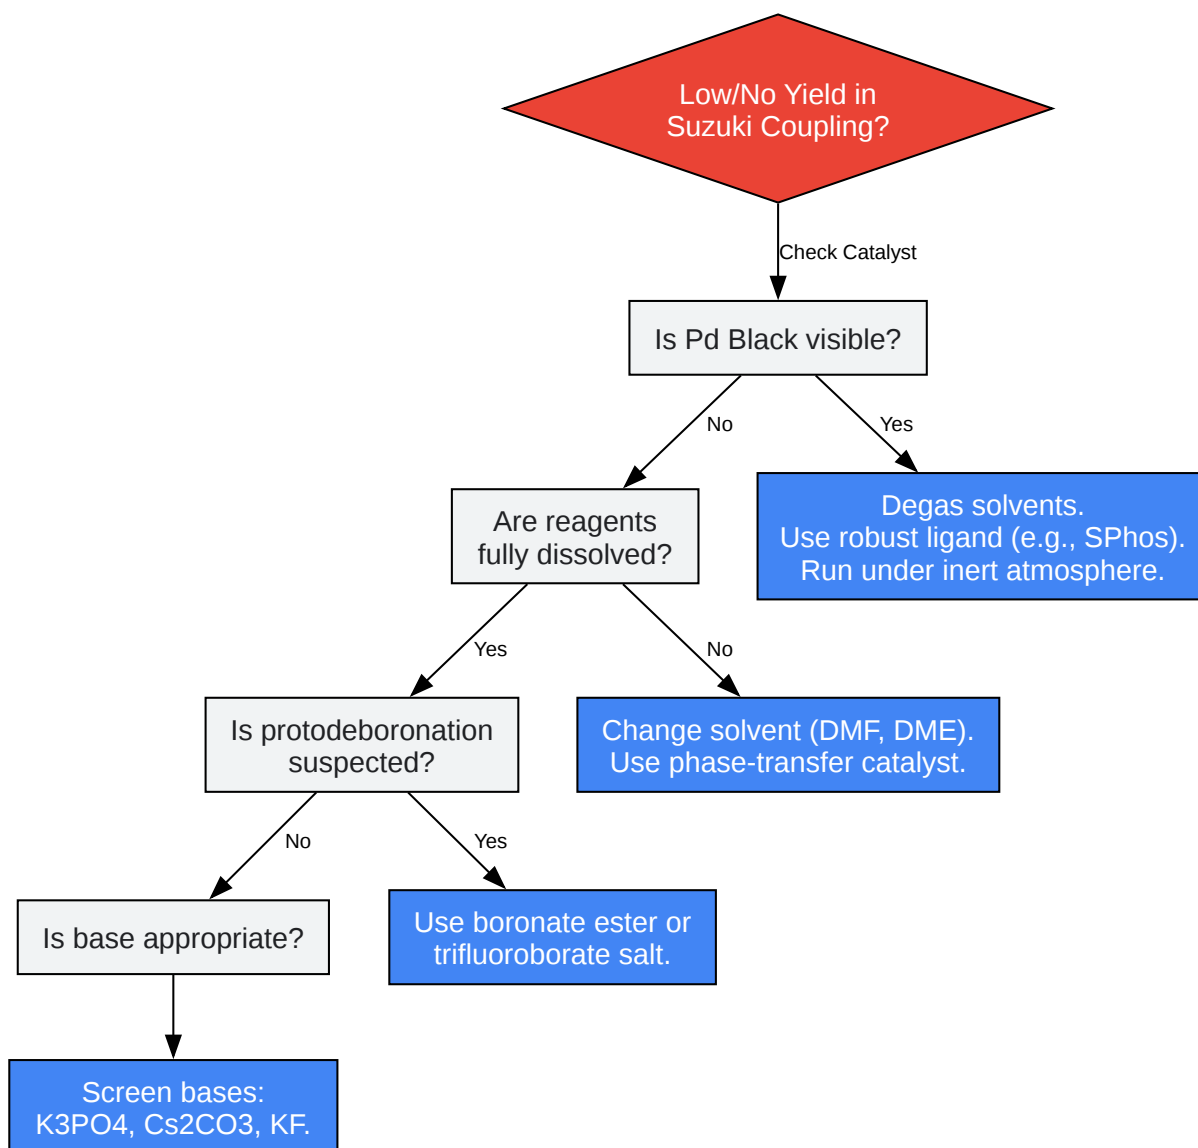 Low/No Yield in
Suzuki Coupling?
Check Catalyst
Is Pd Black visible?
No
Yes
Are reagents
fully dissolved?
Degas solvents.
Use robust ligand (e.g., SPhos).
Run under inert atmosphere.
Yes
No
Is protodeboronation
suspected?
Change solvent (DMF, DME).
Use phase-transfer catalyst.
No
Yes
Is base appropriate?
Use boronate ester or
trifluoroborate salt.
Screen bases:
K3PO4, Cs2CO3, KF.